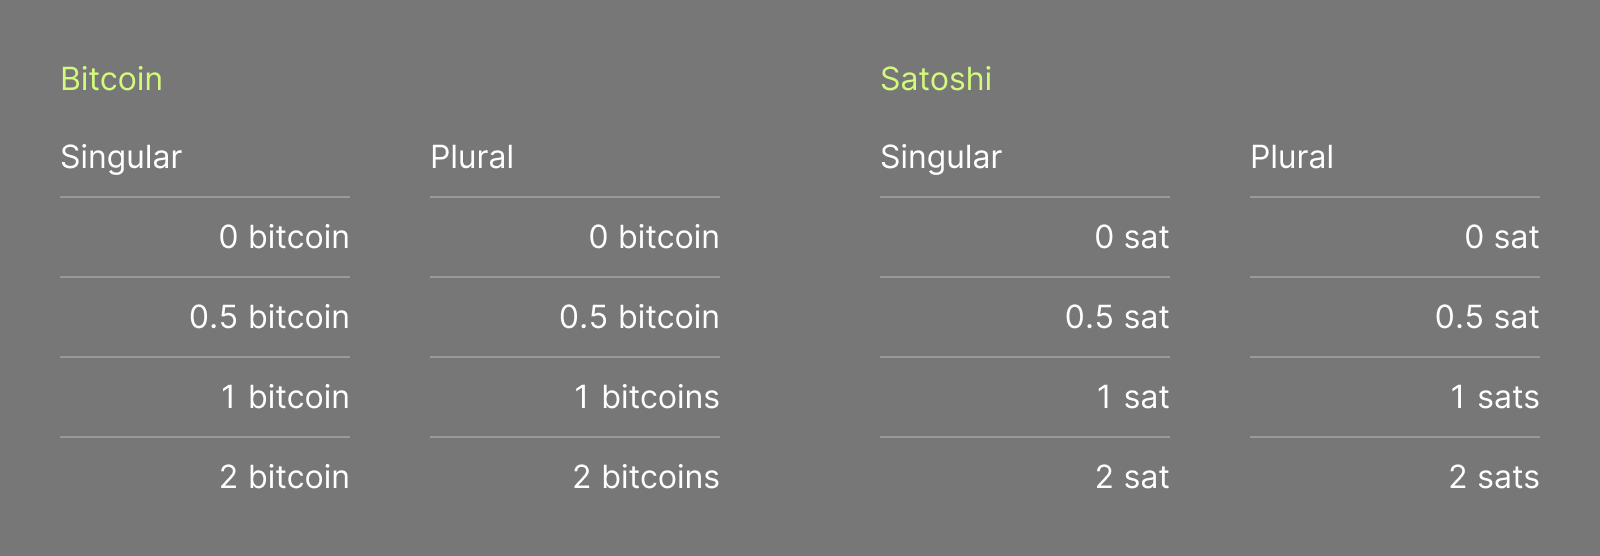 Bitcoin
Singular
0 bitcoin
0.5 bitcoin
1 bitcoin
2 bitcoin
Plural
0 bitcoin
0.5 bitcoin
1 bitcoins
2 bitcoins
Satoshi
Singular
0 sat
0.5 sat
1 sat
2 sat
Plural
0 sat
0.5 sat
1 sats
2 sats